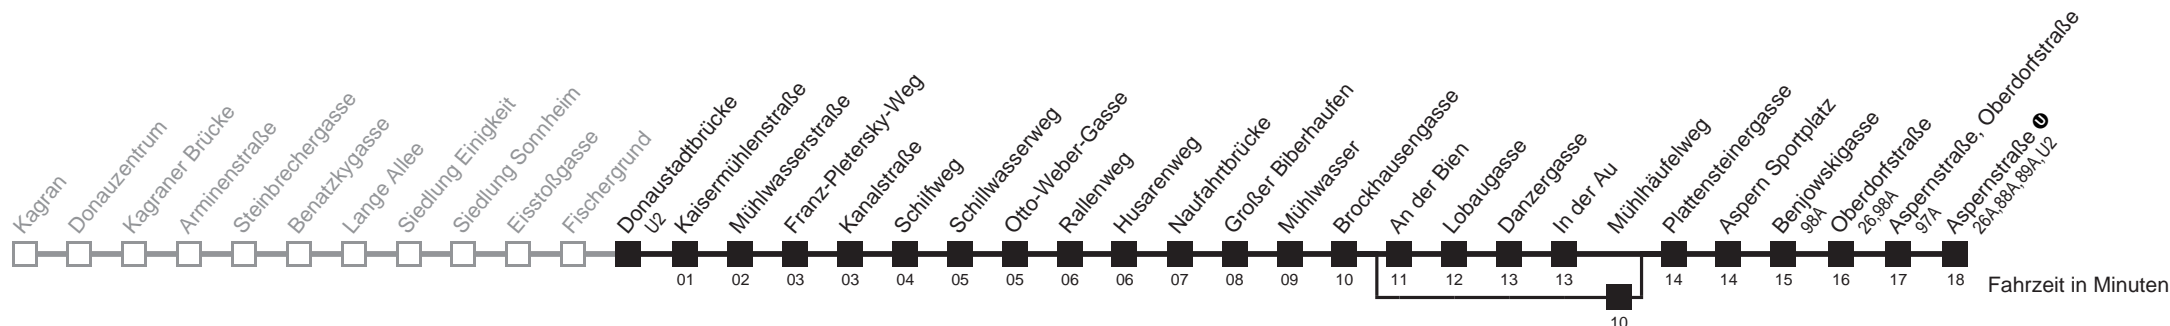 Kagran
Donauzentrum
Kagraner Brücke
Arminenstraße
Steinbrechergasse
Benatzkygasse
Lange Allee
Siedlung Einigkeit
Siedlung Sonnheim
Eisstoßgasse
Fischergrund
Donaustadtbrücke
U2
Kaisermühlenstraße
Mühlwasserstraße
Franz-Pletersky-Weg
Kanalstraße
Schilfweg
Schillwasserweg
Otto-Weber-Gasse
Rallenweg
Husarenweg
Naufahrtbrücke
Großer Biberhaufen
Mühlwasser
Brockhausengasse
An der Bien
Lobaugasse
Danzergasse
In der Au
Mühlhäufelweg
Plattensteinergasse
Aspern Sportplatz
Benjowskigasse
98A
Oberdorfstraße
26,98A
Aspernstraße, Oberdorfstraße
97A
Aspernstraße U
26A,88A,89A,U2
01 02 03 03 04 05 05 06 06 07 08 09 10 11 12 13 13 14 14 15 16 17 18
Fahrzeit in Minuten
10